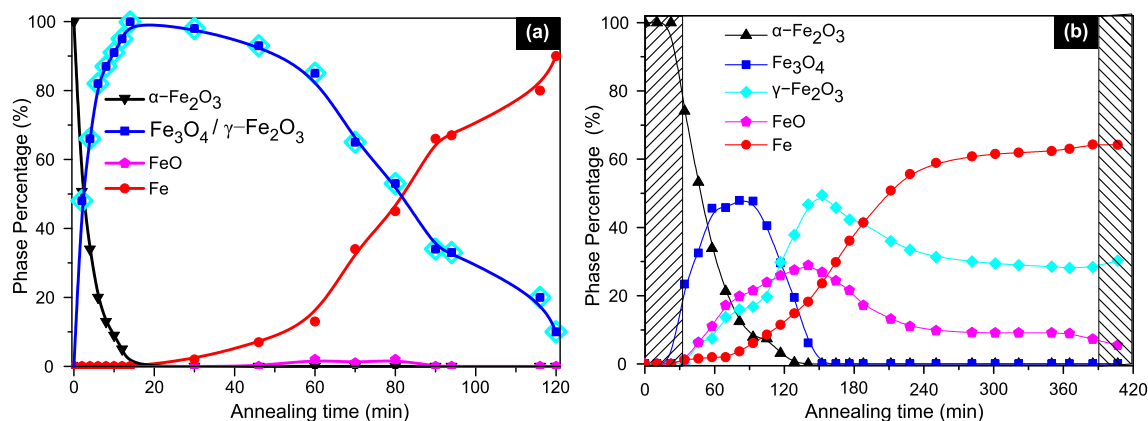 (a)
Phase Percentage (%)
100
80
60
40
20
0
α−Fe₂O₃
Fe₃O₄ / γ−Fe₂O₃
FeO
Fe
0 20 40 60 80 100 120
Annealing time (min)
(b)
Phase Percentage (%)
100
80
60
40
20
0
α−Fe₂O₃
Fe₃O₄
γ−Fe₂O₃
FeO
Fe
0 60 120 180 240 300 360 420
Annealing time (min)